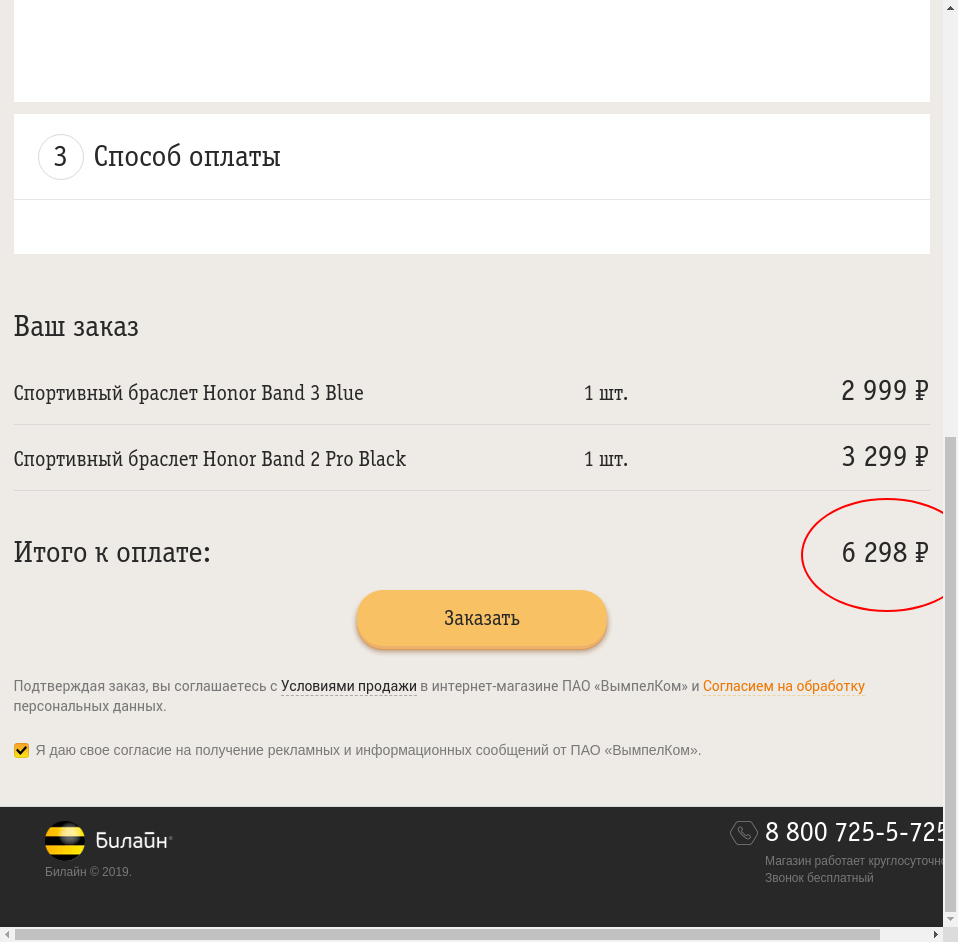 3 Способ оплаты
Ваш заказ
Спортивный браслет Honor Band 3 Blue 1 шт. 2 999 ₽
Спортивный браслет Honor Band 2 Pro Black 1 шт. 3 299 ₽
Итого к оплате: 6 298 ₽
Заказать
Подтверждая заказ, вы соглашаетесь с Условиями продажи в интернет-магазине ПАО «ВымпелКом» и Согласием на обработку
персональных данных.
Я даю свое согласие на получение рекламных и информационных сообщений от ПАО «ВымпелКом».
Билайн®
Билайн © 2019.
8 800 725-5-725
Магазин работает круглосуточно
Звонок бесплатный